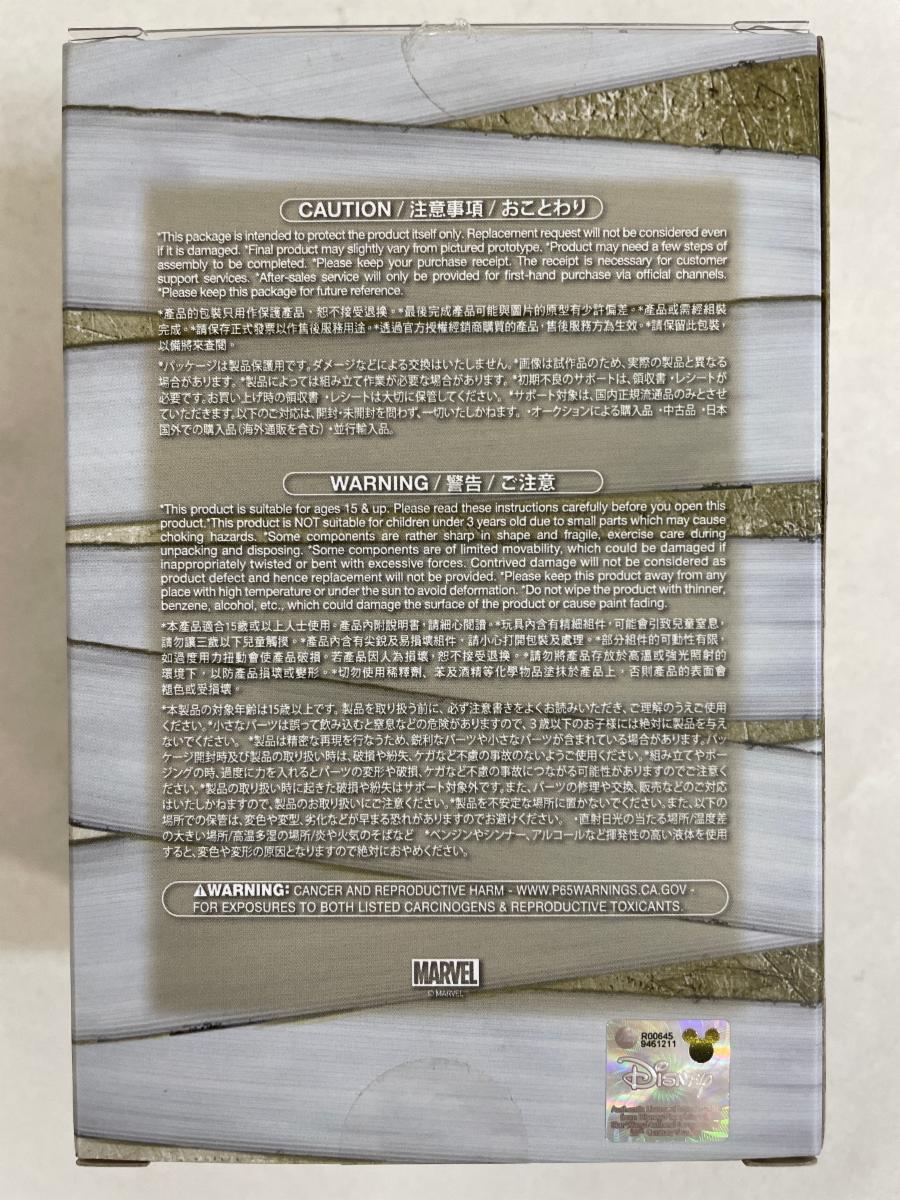 CAUTION / 注意事項 / おことわり
*This package is intended to protect the product itself only. Replacement request will not be considered even
if it is damaged. *Final product may slightly vary from pictured prototype. *Product may need a few steps of
assembly to be completed. *Please keep your purchase receipt. The receipt is necessary for customer
support services. *After-sales service will only be provided for first-hand purchase via official channels.
*Please keep this package for future reference.
*產品的包裝只用作保護產品，恕不接受退換。*最後完成產品可能與圖片的原型有少許偏差。*產品或需經組裝
完成。*請保存正式發票以作售後服務用途。*透過官方授權經銷商購買的產品，售後服務方為生效。*請保留此包裝，
以備將來查閱。
*パッケージは製品保護用です。ダメージなどによる交換はいたしません。*画像は試作品のため、実際の製品と異なる
場合があります。*製品によっては組み立て作業が必要な場合があります。*初期不良のサポートは、領収書・レシートが
必要です。お買い上げ時の領収書・レシートは大切に保管してください。*サポート対象は、国内正規流通品のみとさせ
ていただきます。以下のご対応は、開封・未開封を問わず、一切いたしかねます。・オークションによる購入品・中古品・日本
国外での購入品(海外通販を含む)・並行輸入品。
WARNING / 警告 / ご注意
*This product is suitable for ages 15 & up. Please read these instructions carefully before you open this
product.*This product is NOT suitable for children under 3 years old due to small parts which may cause
choking hazards. *Some components are rather sharp in shape and fragile, exercise care during
unpacking and disposing. *Some components are of limited movability, which could be damaged if
inappropriately twisted or bent with excessive forces. Contrived damage will not be considered as
product defect and hence replacement will not be provided. *Please keep this product away from any
place with high temperature or under the sun to avoid deformation. *Do not wipe the product with thinner,
benzene, alcohol, etc., which could damage the surface of the product or cause paint fading.
*本產品適合15歲或以上人士使用。產品內附說明書，請細心閱讀。*玩具內含有精細組件，可能會引致兒童窒息，
請勿讓三歲以下兒童觸摸。*產品內含有尖銳及易損壞組件，請小心打開包裝及處理。*部分組件的可動性有限，
如過度用力扭動會使產品破損。若產品因人為損壞，恕不接受退換。*請勿將產品存放於高溫或強光照射的
環境下，以防產品損壞或變形。*切勿使用稀釋劑、苯及酒精等化學物品塗抹於產品上，否則產品的表面會
褪色或受損壞。
*本製品の対象年齢は15歳以上です。製品を取り扱う前に、必ず注意書きをよくお読みいただき、ご理解のうえご使用
ください。*小さなパーツは誤って飲み込むと窒息などの危険がありますので、3歳以下のお子様には絶対に製品を与え
ないでください。*製品は精密な再現を行なうため、鋭利なパーツや小さなパーツが含まれている場合があります。パッ
ケージ開封時及び製品の取り扱い時は、破損や紛失、ケガなど不慮の事故のないようご使用ください。*組み立てやポー
ジングの時、過度に力を入れるとパーツの変形や破損、ケガなど不慮の事故につながる可能性がありますのでご注意く
ださい。*製品の取り扱い時に起きた破損や紛失はサポート対象外です。また、パーツの修理や交換、販売などのご対応
はいたしかねますので、製品のお取り扱いにご注意ください。*製品を不安定な場所に置かないでください。また、以下の
場所での保管は、変色や変型、劣化などが早まる恐れがありますのでお避けください。・直射日光の当たる場所/温度差
の大きい場所/高温多湿の場所/炎や火気のそばなど *ベンジンやシンナー、アルコールなど揮発性の高い液体を使用
すると、変色や変形の原因となりますので絶対におやめください。
⚠WARNING: CANCER AND REPRODUCTIVE HARM - WWW.P65WARNINGS.CA.GOV -
FOR EXPOSURES TO BOTH LISTED CARCINOGENS & REPRODUCTIVE TOXICANTS.
MARVEL
© MARVEL
R00645
9461211
Disney